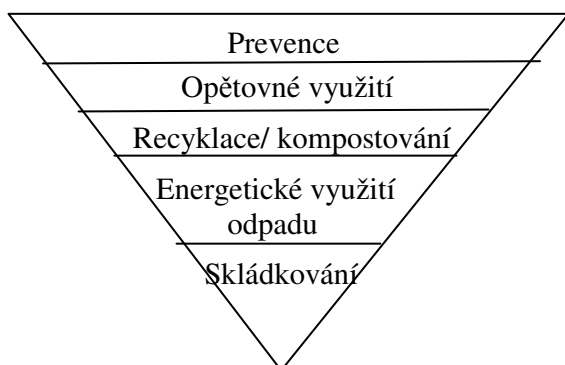 Prevence
Opětovné využití
Recyklace/ kompostování
Energetické využití
odpadu
Skládkování